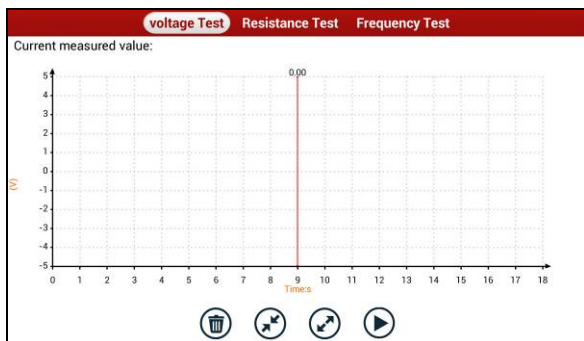 voltage Test Resistance Test Frequency Test
Current measured value:
0.00
5
4
3
2
1
0
-1
-2
-3
-4
-5
(V)
0 1 2 3 4 5 6 7 8 9 10 11 12 13 14 15 16 17 18
Time:s